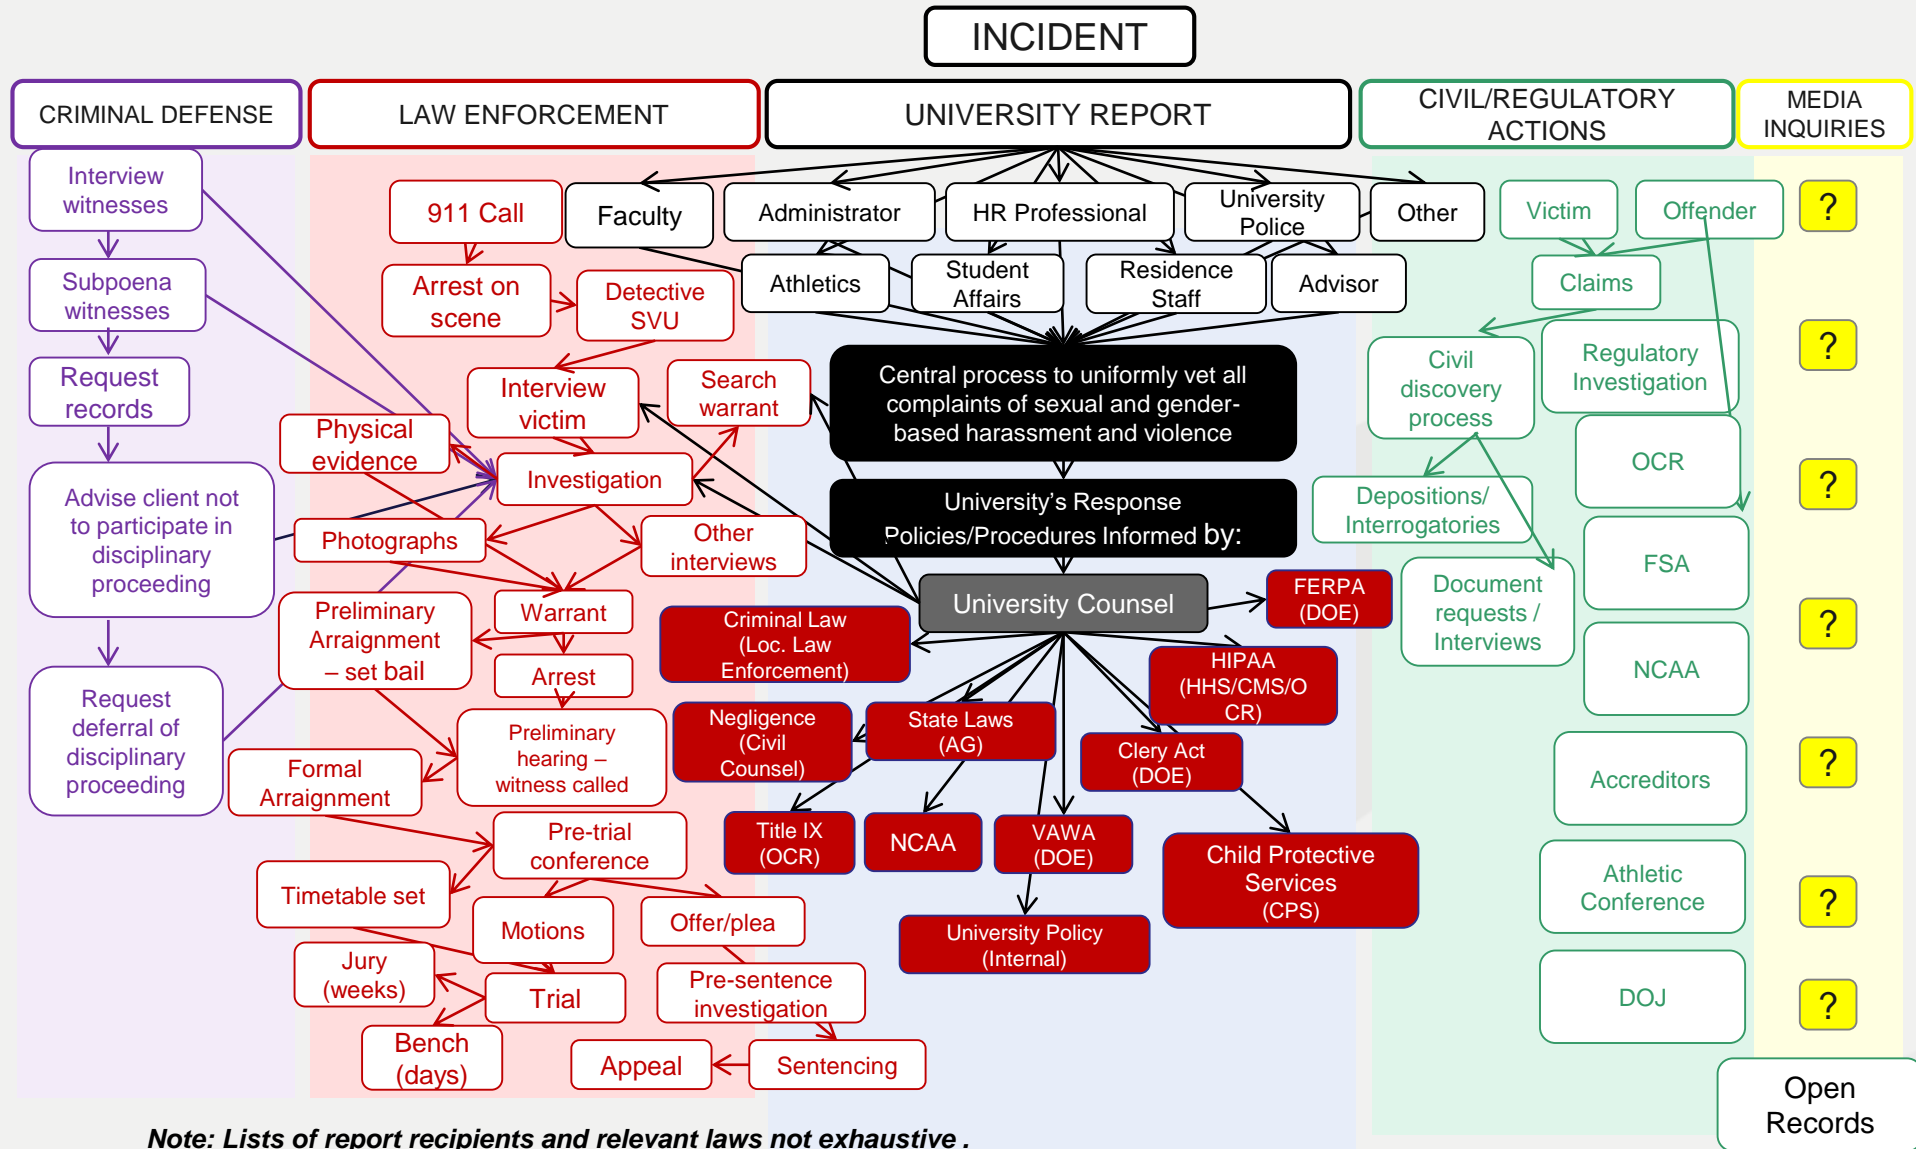 INCIDENT
CRIMINAL DEFENSE
LAW ENFORCEMENT
UNIVERSITY REPORT
CIVIL/REGULATORY
ACTIONS
MEDIA
INQUIRIES
Interview
witnesses
Subpoena
witnesses
Request
records
Advise client not
to participate in
disciplinary
proceeding
Request
deferral of
disciplinary
proceeding
911 Call
Arrest on
scene
Detective
SVU
Interview
victim
Search
warrant
Physical
evidence
Investigation
Photographs
Other
interviews
Preliminary
Arraignment
– set bail
Warrant
Arrest
Preliminary
hearing –
witness called
Formal
Arraignment
Pre-trial
conference
Timetable set
Motions
Offer/plea
Jury
(weeks)
Trial
Pre-sentence
investigation
Bench
(days)
Appeal
Sentencing
Faculty
Administrator
HR Professional
University
Police
Other
Athletics
Student
Affairs
Residence
Staff
Advisor
Central process to uniformly vet all
complaints of sexual and gender-
based harassment and violence
University’s Response
Policies/Procedures Informed by:
University Counsel
FERPA
(DOE)
Criminal Law
(Loc. Law
Enforcement)
HIPAA
(HHS/CMS/O
CR)
Negligence
(Civil
Counsel)
State Laws
(AG)
Clery Act
(DOE)
Title IX
(OCR)
NCAA
VAWA
(DOE)
Child Protective
Services
(CPS)
University Policy
(Internal)
Victim
Offender
Claims
Civil
discovery
process
Regulatory
Investigation
OCR
Depositions/
Interrogatories
FSA
Document
requests /
Interviews
NCAA
Accreditors
Athletic
Conference
DOJ
?
?
?
?
?
?
?
Open
Records
Note: Lists of report recipients and relevant laws not exhaustive .